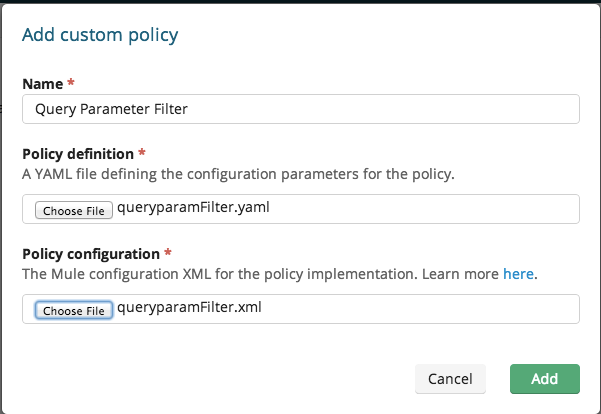 Add custom policy
Name *
Query Parameter Filter
Policy definition *
A YAML file defining the configuration parameters for the policy.
Choose File queryparamFilter.yaml
Policy configuration *
The Mule configuration XML for the policy implementation. Learn more here.
Choose File queryparamFilter.xml
Cancel Add